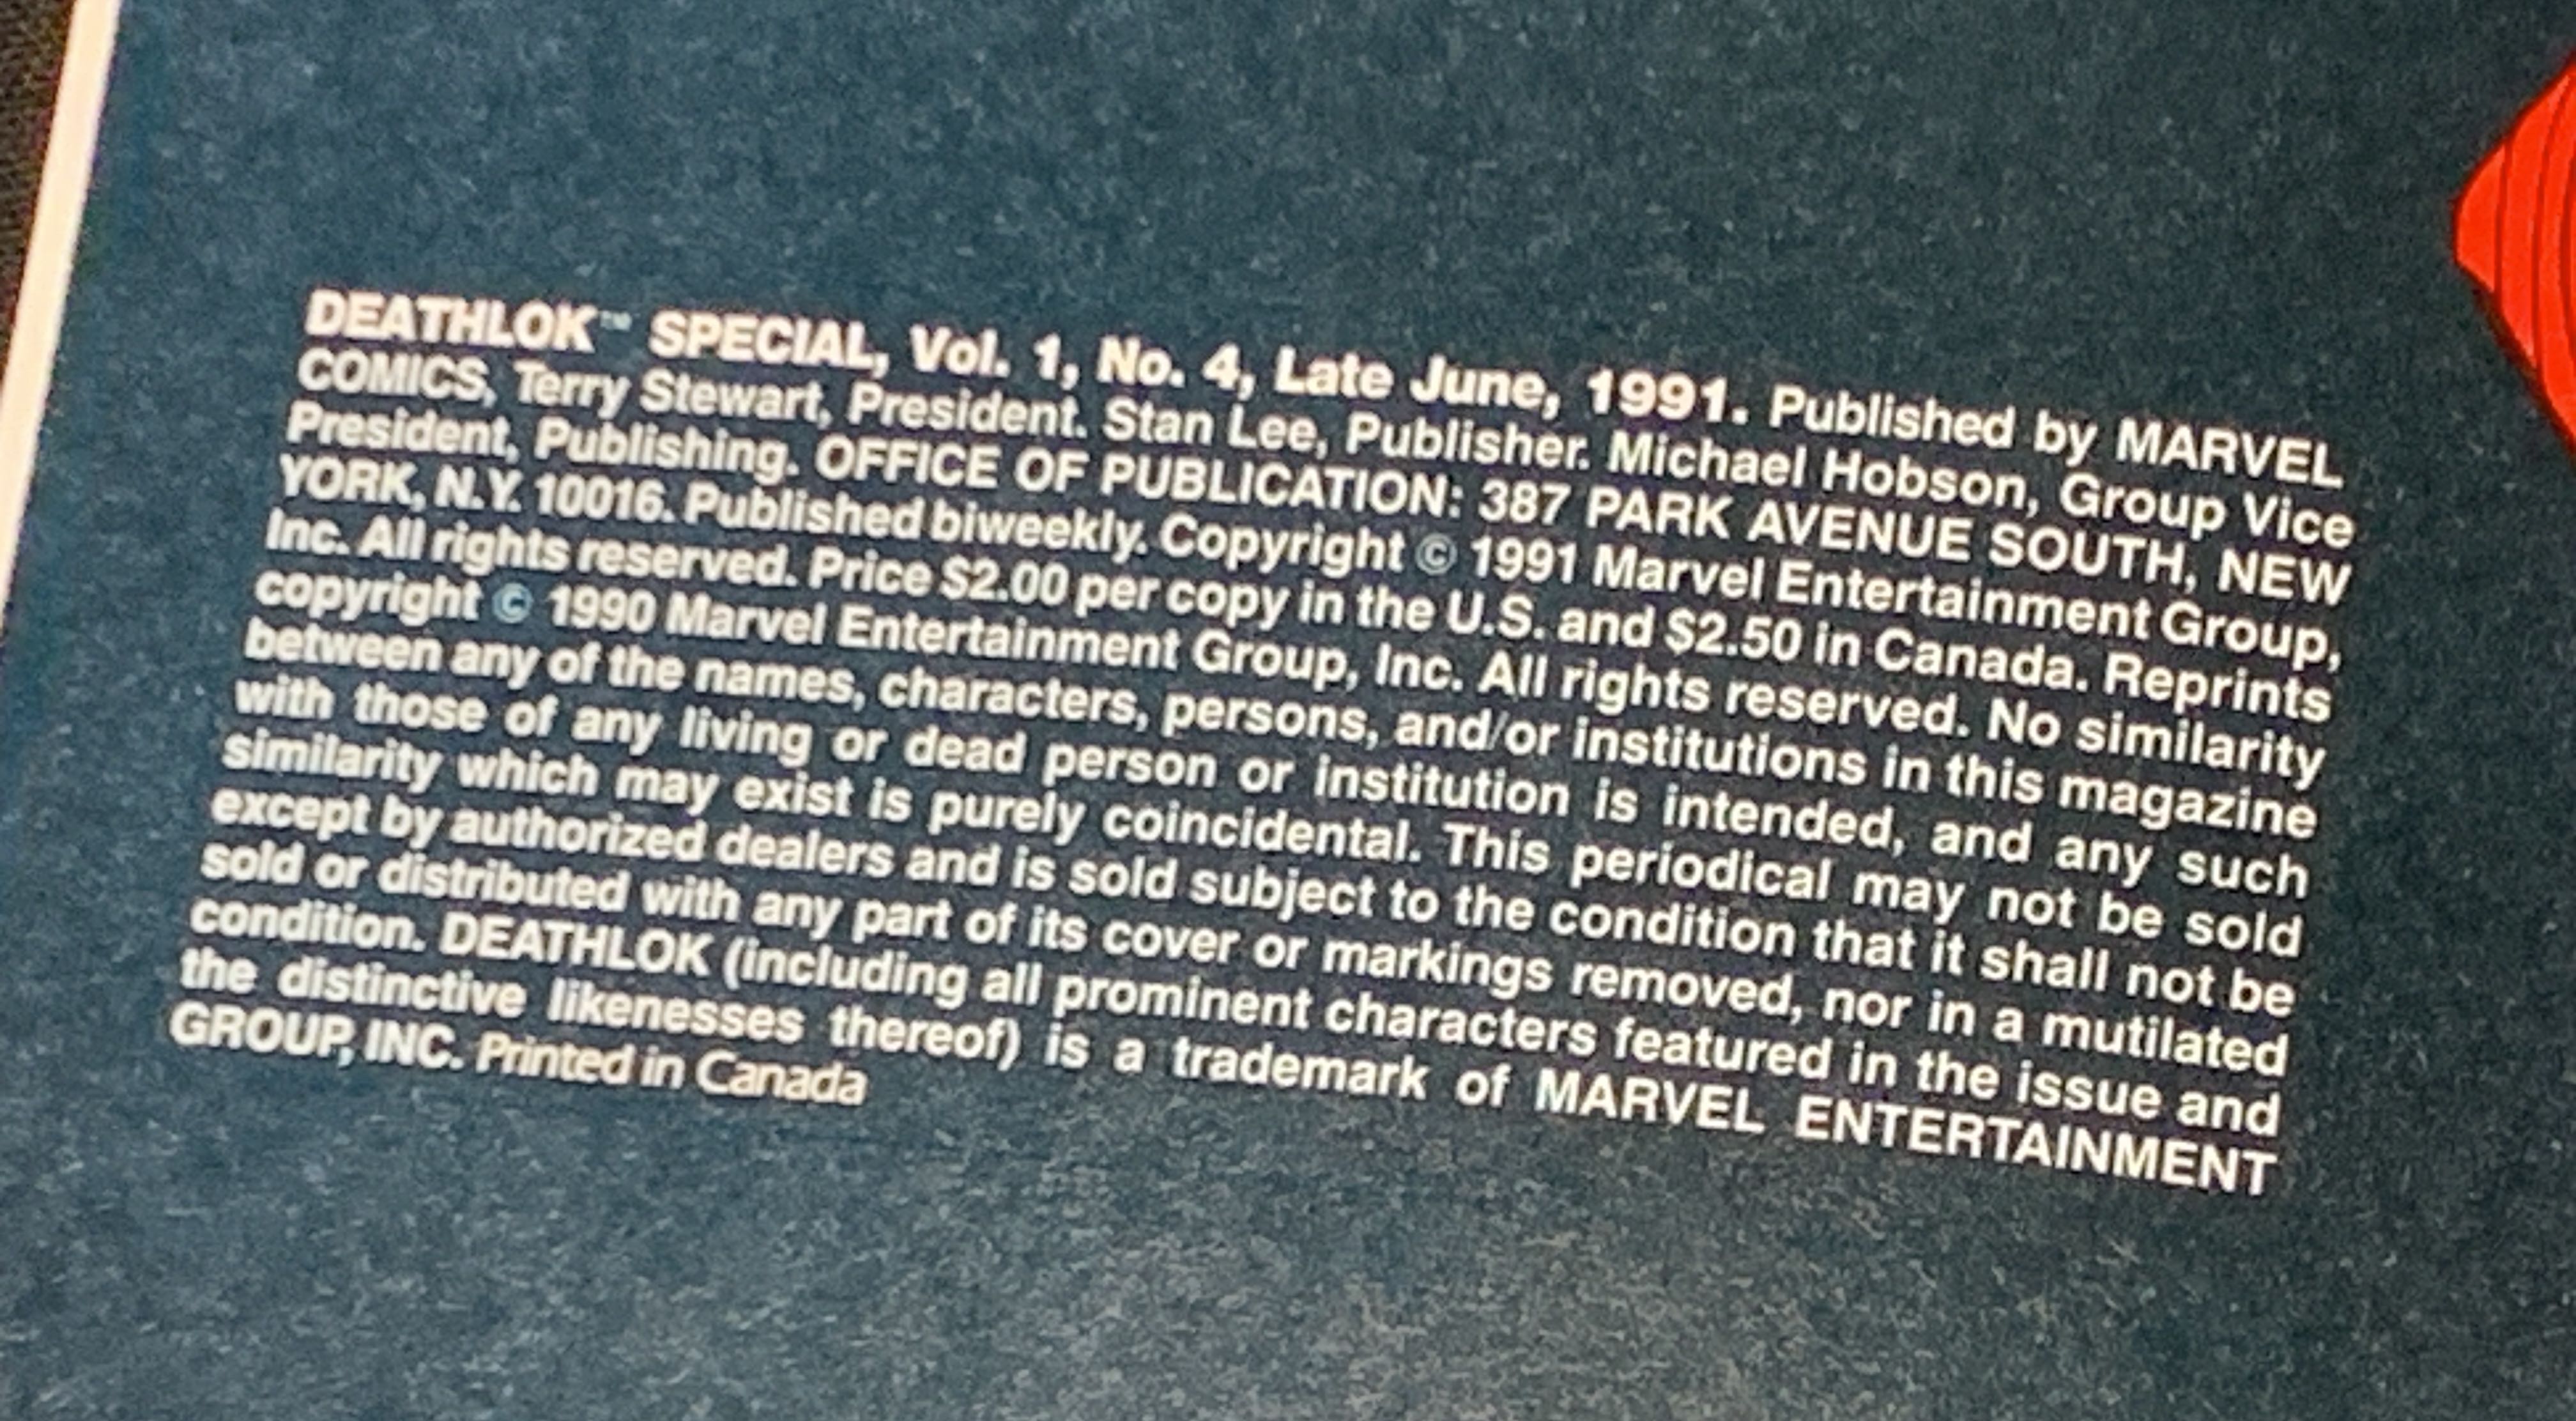 DEATHLOK™ SPECIAL, Vol. 1, No. 4, Late June, 1991. Published by MARVEL
COMICS, Terry Stewart, President. Stan Lee, Publisher. Michael Hobson, Group Vice
President, Publishing. OFFICE OF PUBLICATION: 387 PARK AVENUE SOUTH, NEW
YORK, N.Y. 10016. Published biweekly. Copyright © 1991 Marvel Entertainment Group,
Inc. All rights reserved. Price $2.00 per copy in the U.S. and $2.50 in Canada. Reprints
copyright © 1990 Marvel Entertainment Group, Inc. All rights reserved. No similarity
between any of the names, characters, persons, and/or institutions in this magazine
with those of any living or dead person or institution is intended, and any such
similarity which may exist is purely coincidental. This periodical may not be sold
except by authorized dealers and is sold subject to the condition that it shall not be
sold or distributed with any part of its cover or markings removed, nor in a mutilated
condition. DEATHLOK (including all prominent characters featured in the issue and
the distinctive likenesses thereof) is a trademark of MARVEL ENTERTAINMENT
GROUP, INC. Printed in Canada